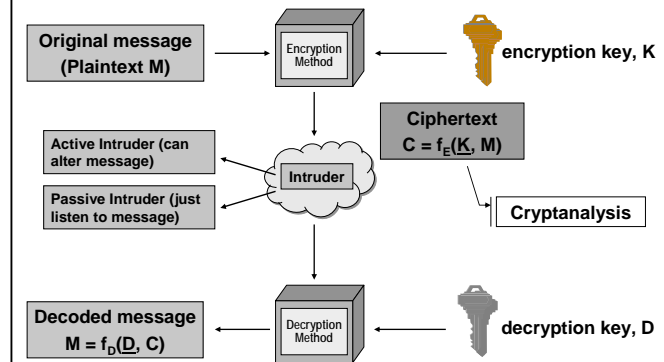 Original message
(Plaintext M)
Encryption
Method
encryption key, K
Ciphertext
C = fE(K, M)
Active Intruder (can
alter message)
Intruder
Passive Intruder (just
listen to message)
Cryptanalysis
Decoded message
M = fD(D, C)
Decryption
Method
decryption key, D